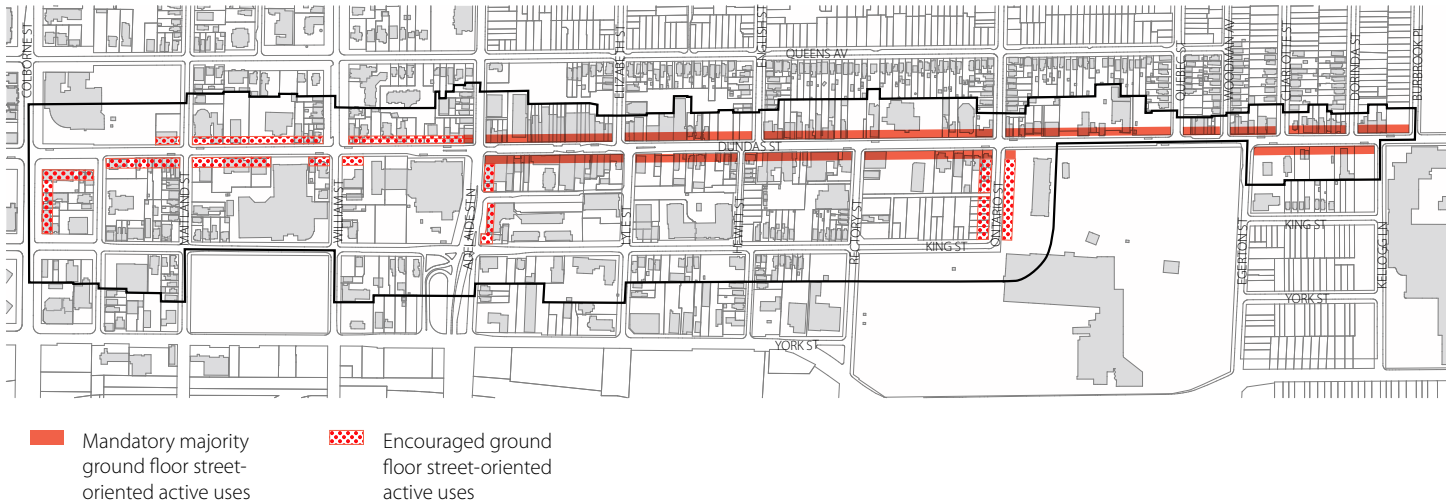 COLBORNE ST
ELIZABETH ST
ENGLISH ST
QUEENS AV
QUEBEC ST
WOODMAN AV
CHARLOTTE ST
DORINDA ST
BURBROOK PL
DUNDAS ST
MAITLAND ST
WILLIAM ST
ADELAIDE ST N
LYLE ST
HEWITT ST
RECTORY ST
KING ST
ONTARIO ST
EGERTON ST
KING ST
KELLOGG LN
YORK ST
YORK ST
Mandatory majority
ground floor street-
oriented active uses
Encouraged ground
floor street-oriented
active uses